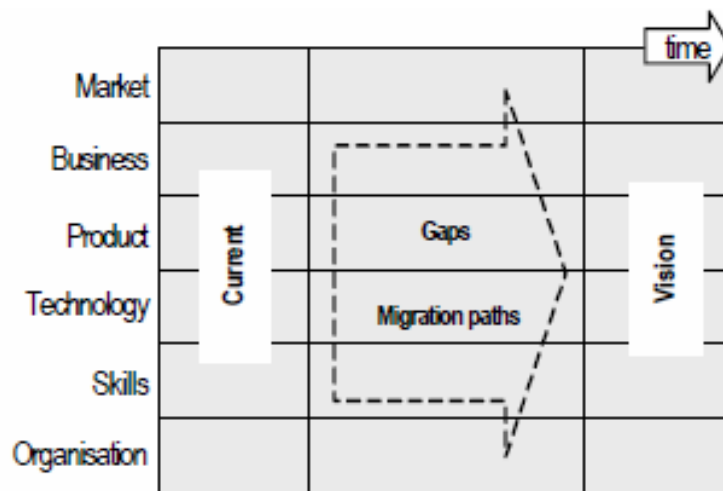 time
Market
Business
Product
Technology
Skills
Organisation
Current
Gaps
Migration paths
Vision